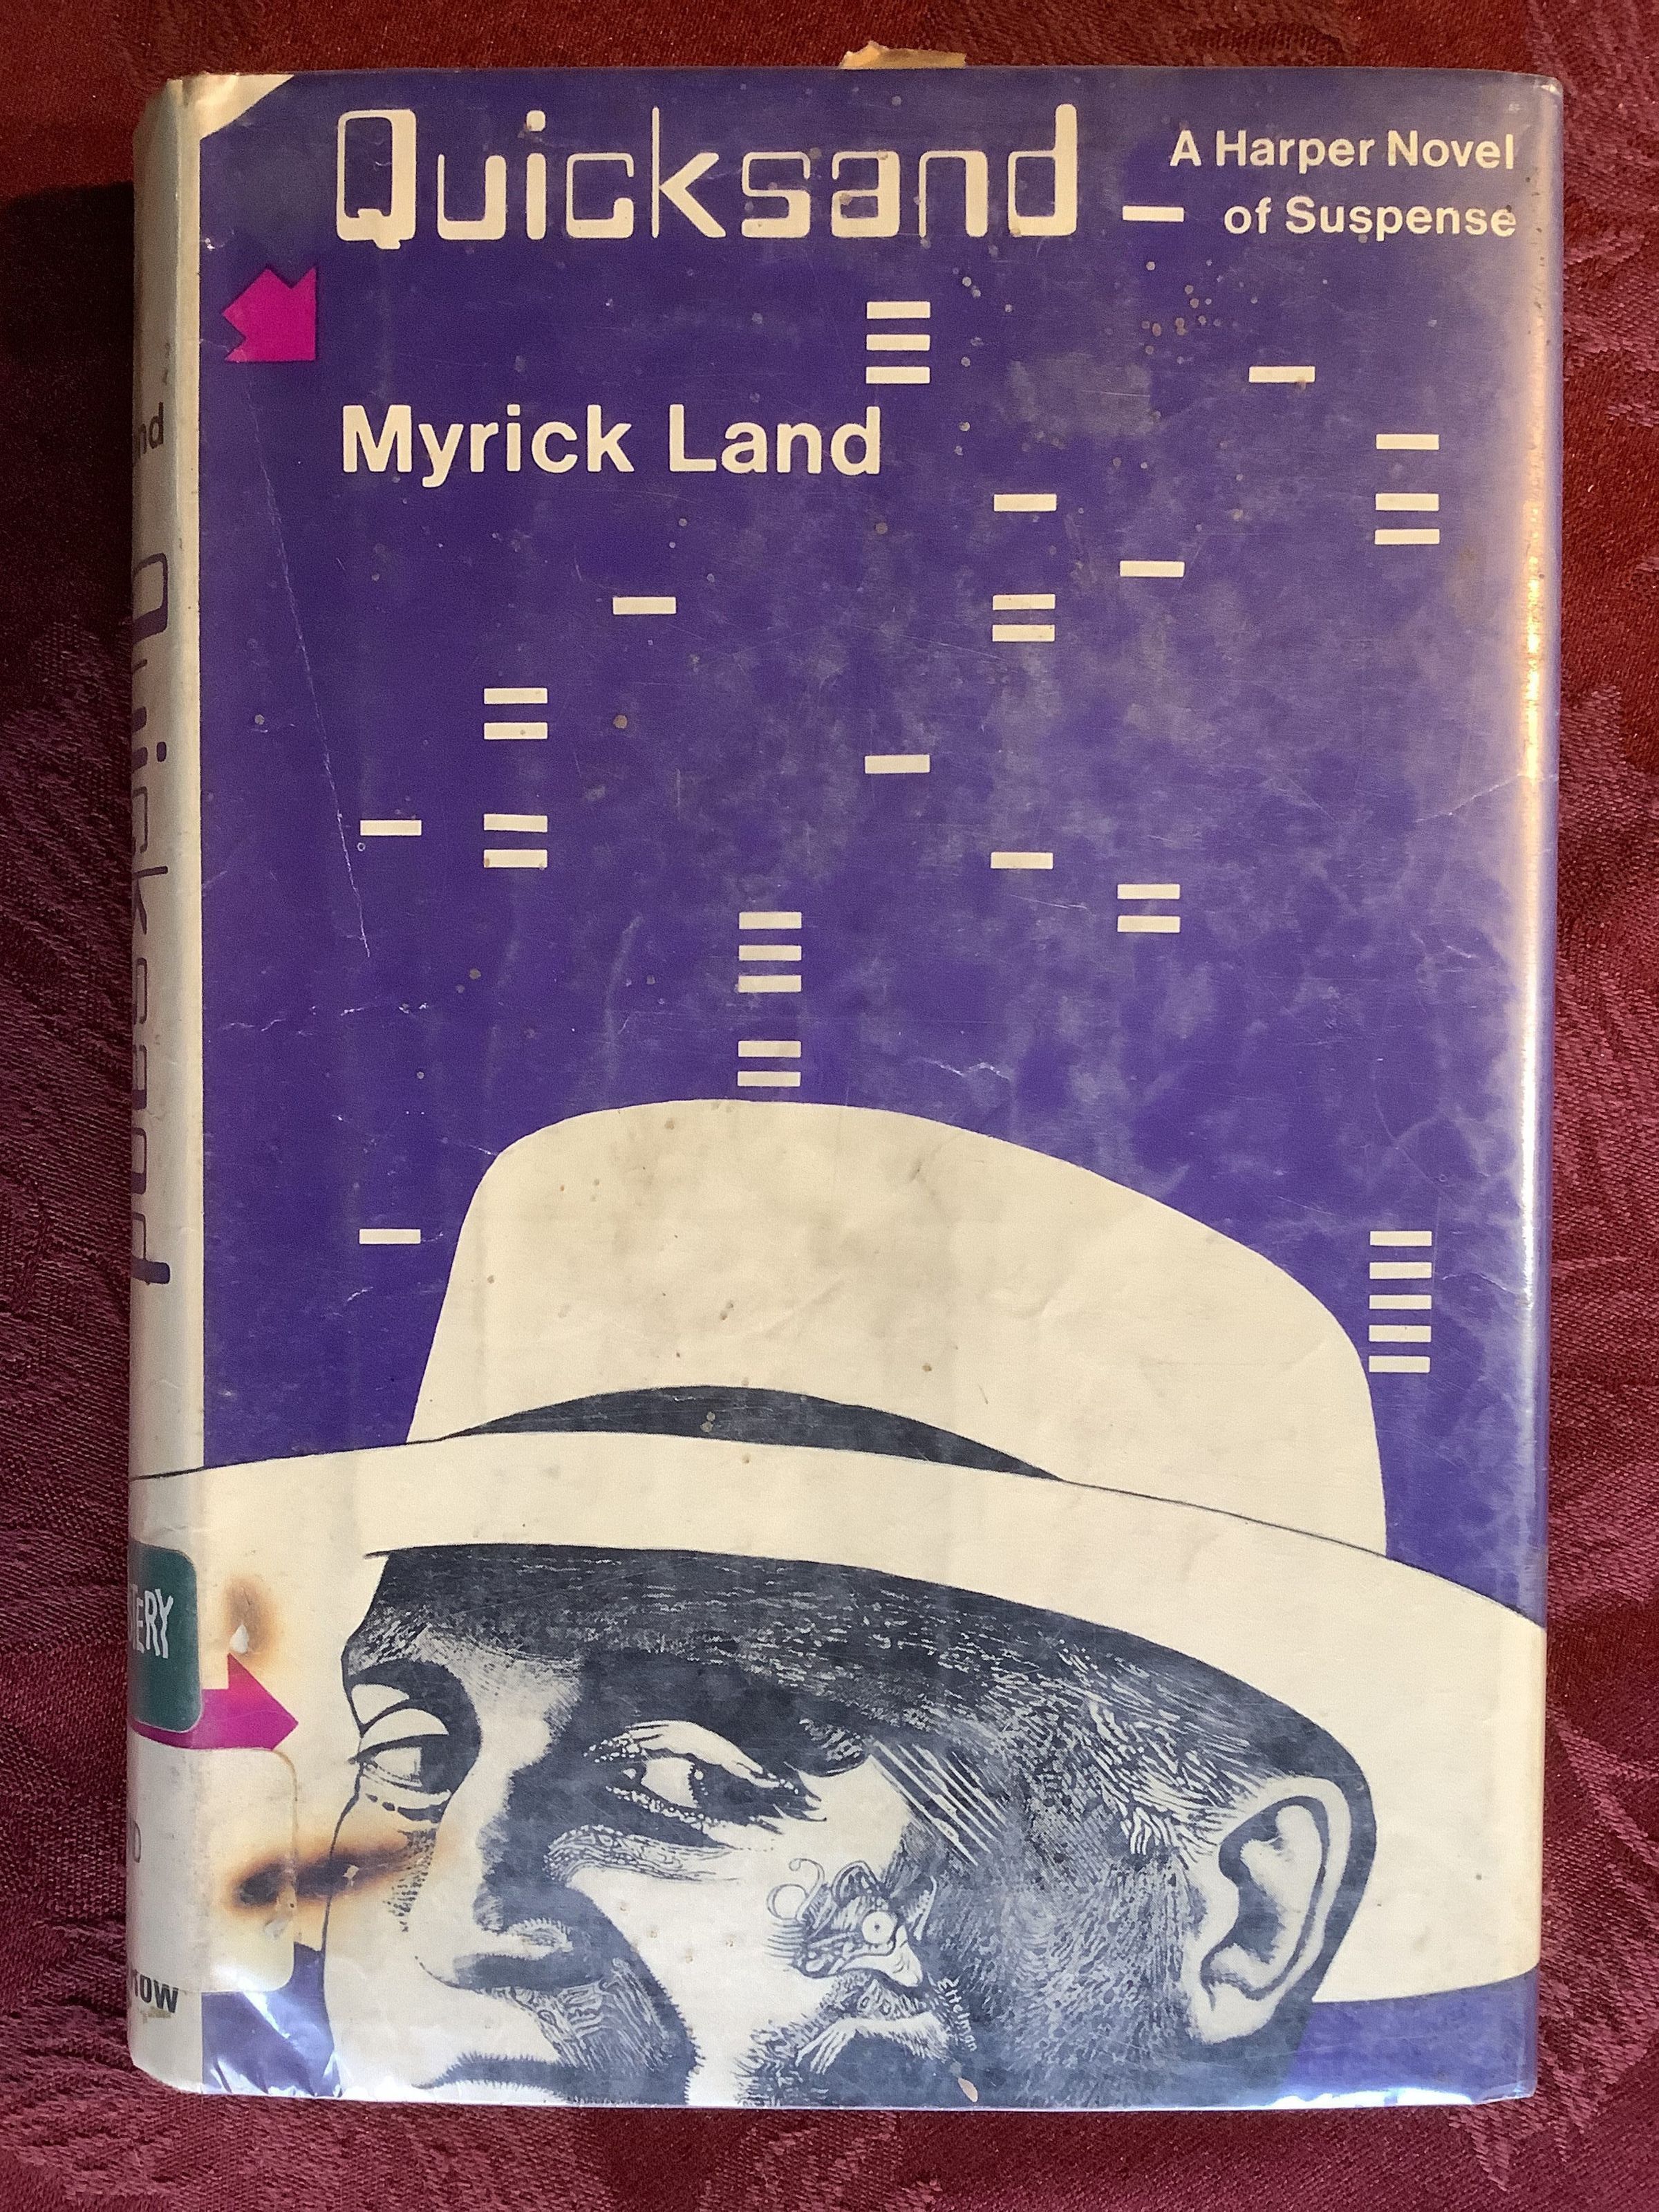 Quicksand
A Harper Novel
of Suspense
Myrick Land
Quicksand